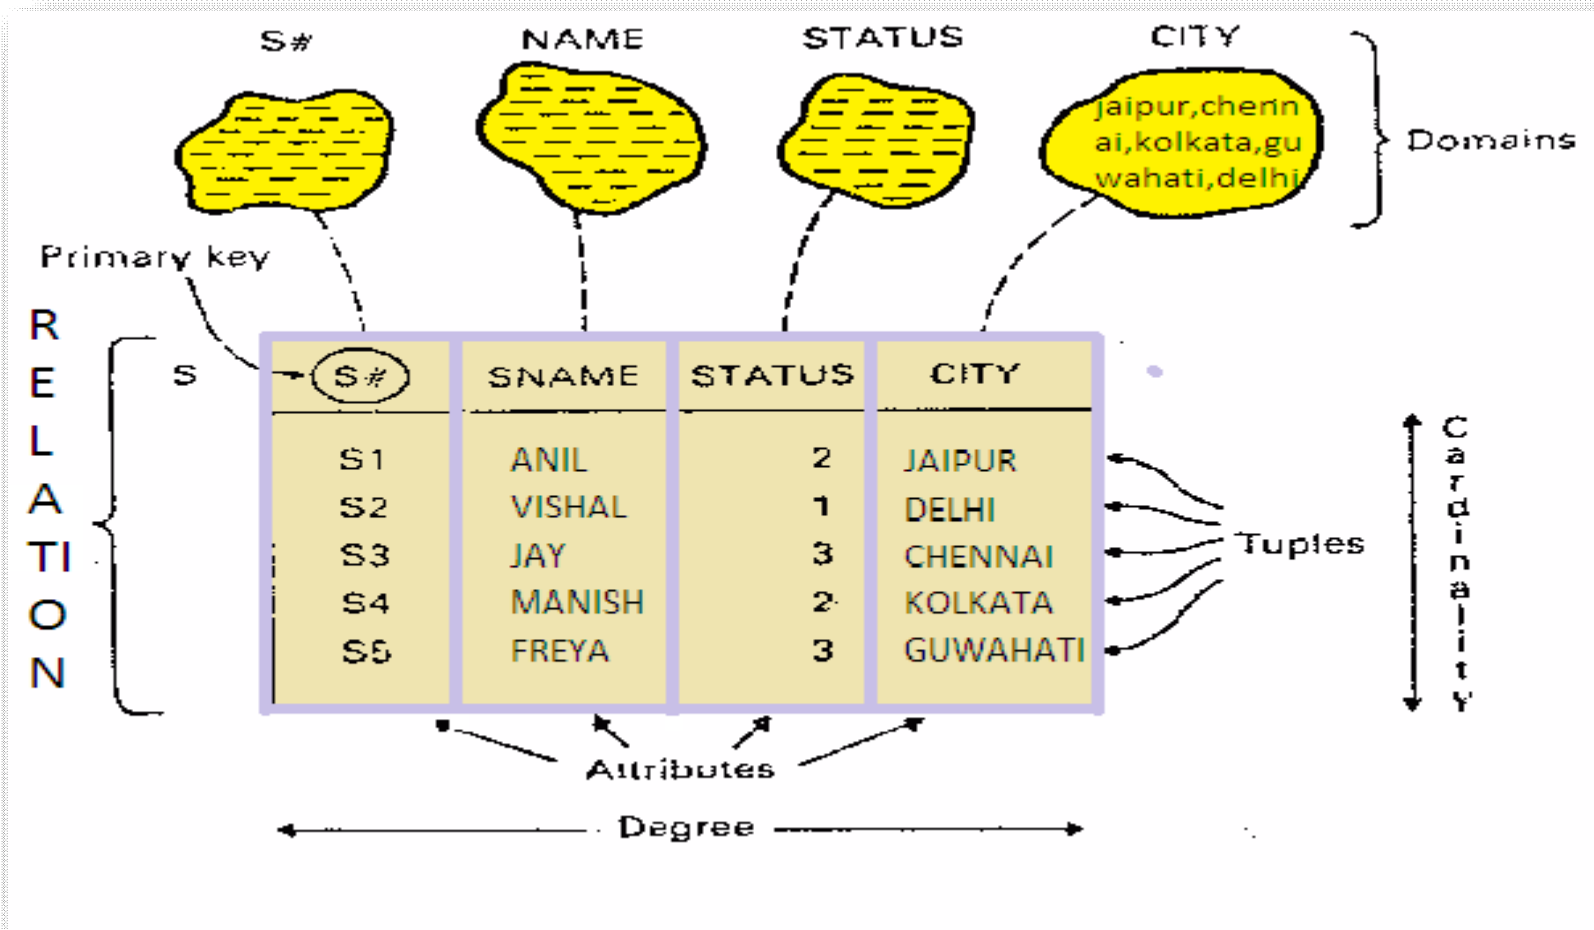 S# NAME STATUS CITY
jaipur,chenn
ai,kolkata,gu
wahati,delhi
Domains
Primary key
RELATION
S S# SNAME STATUS CITY
S1 ANIL 2 JAIPUR
S2 VISHAL 1 DELHI
S3 JAY 3 CHENNAI
S4 MANISH 2 KOLKATA
S5 FREYA 3 GUWAHATI
Tuples
Cardinality
Attributes
Degree